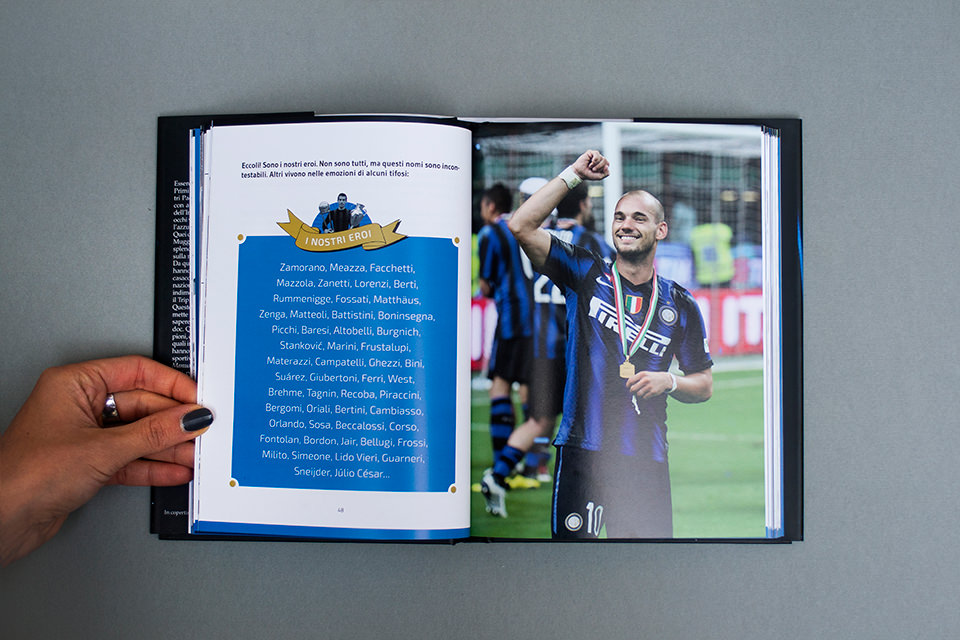 Eccoli! Sono i nostri eroi. Non sono tutti, ma questi nomi sono incon-
testabili. Altri vivono nelle emozioni di alcuni tifosi:
I NOSTRI EROI
Zamorano, Meazza, Facchetti,
Mazzola, Zanetti, Lorenzi, Berti,
Rummenigge, Fossati, Matthäus,
Zenga, Matteoli, Battistini, Boninsegna,
Picchi, Baresi, Altobelli, Burgnich,
Stanković, Marini, Frustalupi,
Materazzi, Campatelli, Ghezzi, Bini,
Suárez, Giubertoni, Ferri, West,
Brehme, Tagnin, Recoba, Piraccini,
Bergomi, Oriali, Bertini, Cambiasso,
Orlando, Sosa, Beccalossi, Corso,
Fontolan, Bordon, Jair, Bellugi, Frossi,
Milito, Simeone, Lido Vieri, Guarneri,
Sneijder, Júlio César...
48
PIRELLI
10